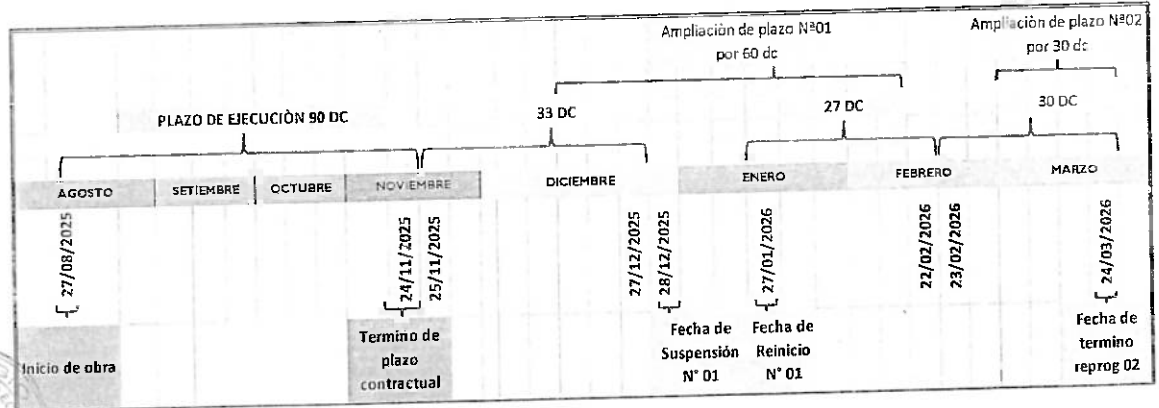 Ampliaciòn de plazo Nª01
por 60 dc
Ampliaciòn de plazo Nª02
por 30 dc
PLAZO DE EJECUCIÒN 90 DC
33 DC
27 DC
30 DC
AGOSTO
SETIEMBRE
OCTUBRE
NOVIEMBRE
DICIEMBRE
ENERO
FEBRERO
MARZO
27/08/2025
24/11/2025
25/11/2025
27/12/2025
28/12/2025
27/01/2026
22/02/2026
23/02/2026
24/03/2026
Inicio de obra
Termino de
plazo
contractual
Fecha de
Suspensión
N° 01
Fecha de
Reinicio
N° 01
Fecha de
termino
reprog 02